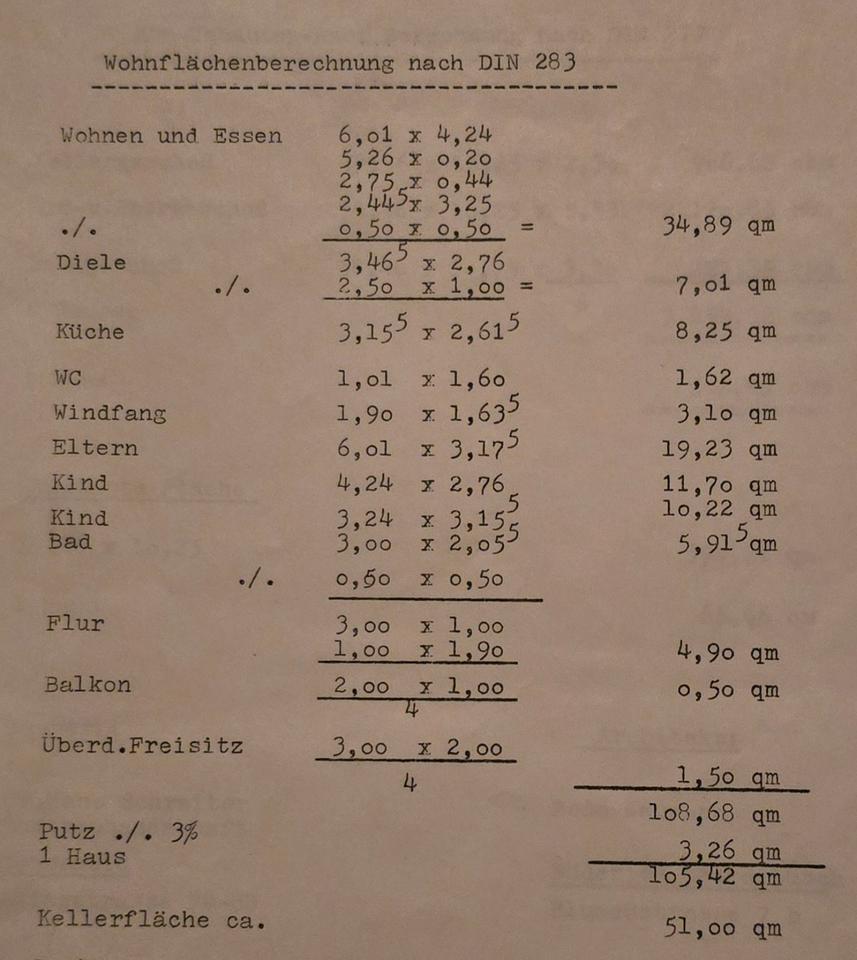 Wohnflächenberechnung nach DIN 283
Wohnen und Essen 6,01 x 4,24
5,26 x 0,20
2,75 x 0,44
2,44⁵x 3,25
./. 0,50 x 0,50 = 34,89 qm
Diele 3,46⁵ x 2,76
./. 2,50 x 1,00 = 7,01 qm
Küche 3,15⁵ x 2,61⁵ 8,25 qm
WC 1,01 x 1,60 1,62 qm
Windfang 1,90 x 1,63⁵ 3,10 qm
Eltern 6,01 x 3,17⁵ 19,23 qm
Kind 4,24 x 2,76 11,70 qm
Kind 3,24 x 3,15⁵ 10,22 qm
Bad 3,00 x 2,05⁵ 5,91⁵qm
./. 0,50 x 0,50
Flur 3,00 x 1,00
1,00 x 1,90 4,90 qm
Balkon 2,00 x 1,00 0,50 qm
4
Überd.Freisitz 3,00 x 2,00
4 1,50 qm
108,68 qm
Putz ./. 3% 3,26 qm
1 Haus 105,42 qm
Kellerfläche ca. 51,00 qm